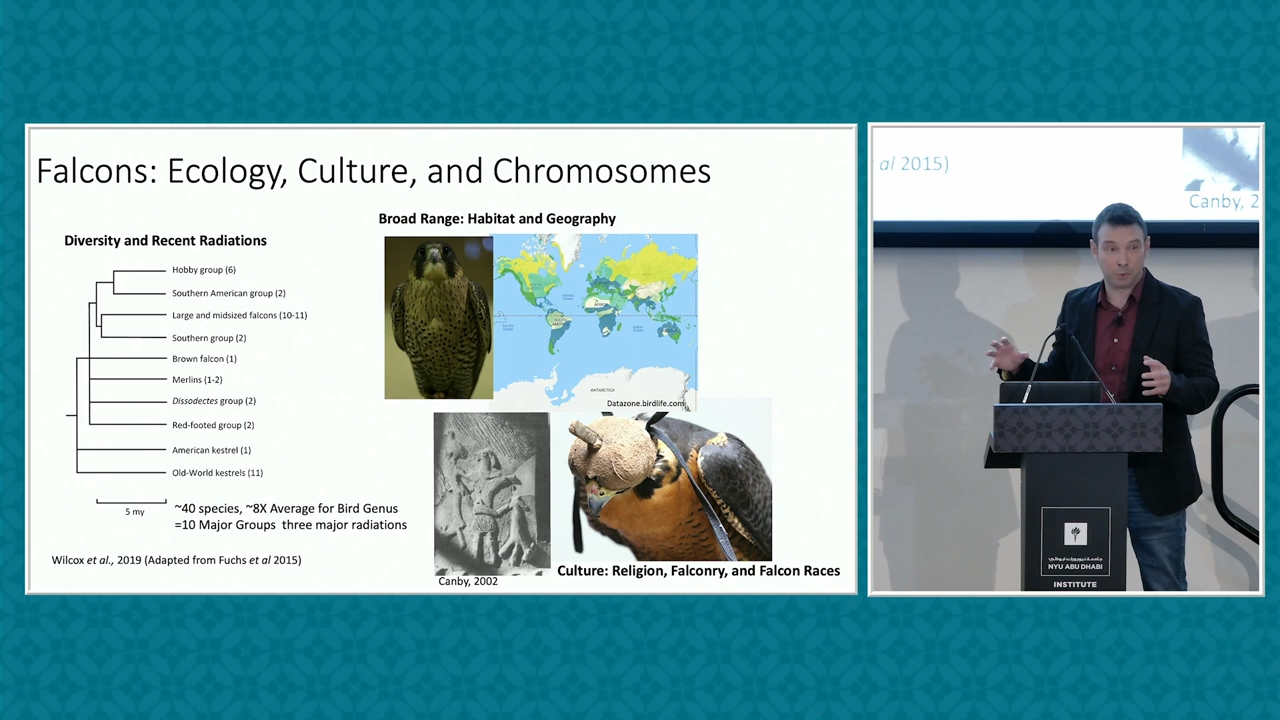 Falcons: Ecology, Culture, and Chromosomes
Broad Range: Habitat and Geography
Diversity and Recent Radiations
Hobby group (6)
Southern American group (2)
Large and midsized falcons (10-11)
Southern group (2)
Brown falcon (1)
Merlins (1-2)
Dissodectes group (2)
Red-footed group (2)
American kestrel (1)
Old-World kestrels (11)
5 my
~40 species, ~8X Average for Bird Genus
=10 Major Groups three major radiations
Wilcox et al., 2019 (Adapted from Fuchs et al 2015)
ANTARCTICA
Datazone.birdlife.com
Canby, 2002
Culture: Religion, Falconry, and Falcon Races
al 2015)
Canby, 2
جامعة نيويورك أبوظبي
NYU ABU DHABI
INSTITUTE